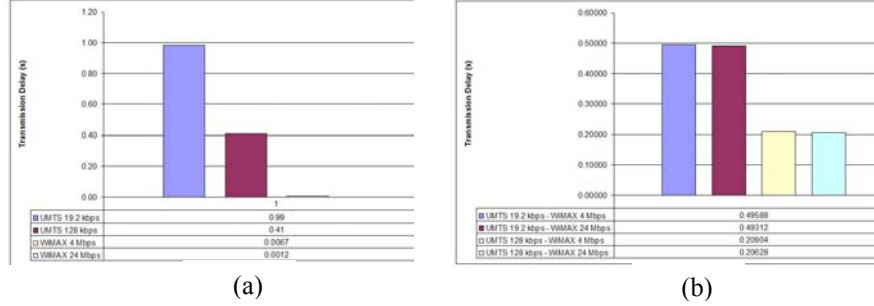 1.20
1.00
0.80
0.60
0.40
0.20
0.00
Transmission Delay (s)
1
UMTS 19.2 kbps 0.99
UMTS 128 kbps 0.41
WiMAX 4 Mbps 0.0067
WiMAX 24 Mbps 0.0012
(a)
0.60000
0.50000
0.40000
0.30000
0.20000
0.10000
0.00000
Transmission Delay (s)
UMTS 19.2 kbps - WiMAX 4 Mbps 0.49588
UMTS 19.2 kbps - WiMAX 24 Mbps 0.49312
UMTS 128 kbps - WiMAX 4 Mbps 0.20904
UMTS 128 kbps - WiMAX 24 Mbps 0.20628
(b)